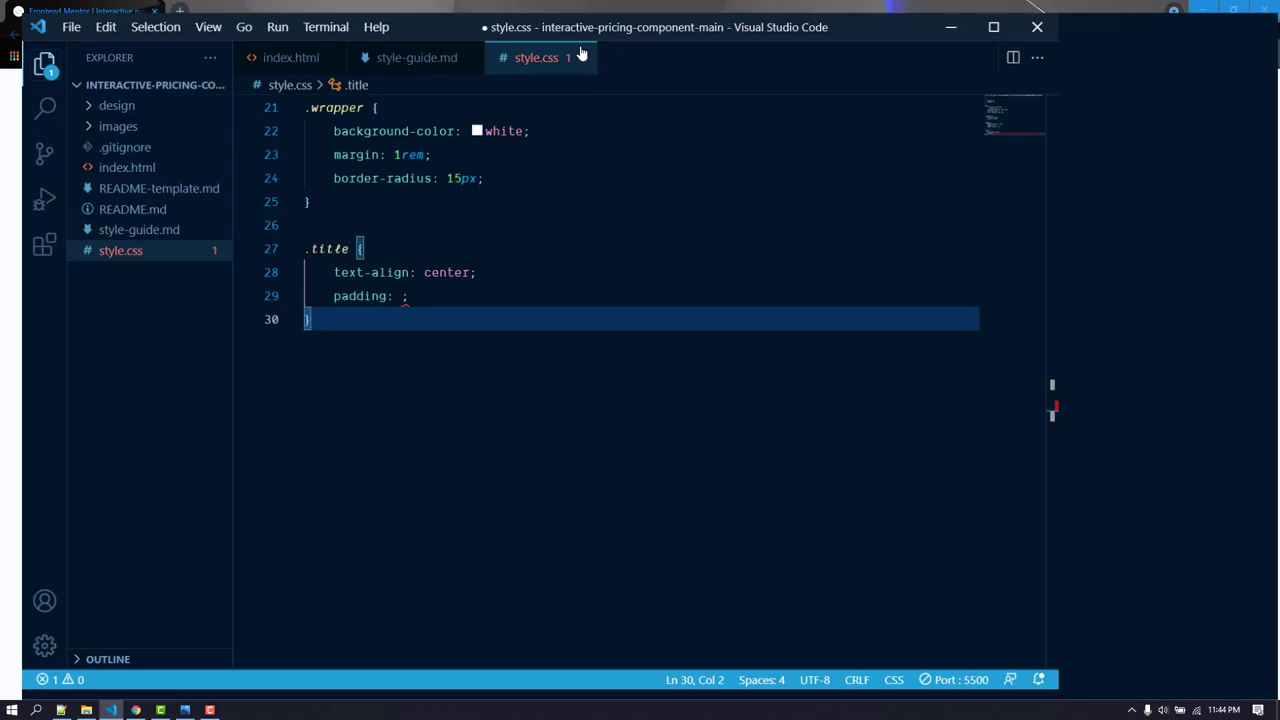 Frontend Mentor | Interactive
File Edit Selection View Go Run Terminal Help
● style.css - interactive-pricing-component-main - Visual Studio Code
EXPLORER
index.html
style-guide.md
# style.css 1
INTERACTIVE-PRICING-CO...
# style.css > .title
design
images
.gitignore
index.html
README-template.md
README.md
style-guide.md
# style.css 1
21 .wrapper {
22 background-color: white;
23 margin: 1rem;
24 border-radius: 15px;
25 }
26
27 .title {
28 text-align: center;
29 padding: ;
30 }
OUTLINE
1 0
Ln 30, Col 2 Spaces: 4 UTF-8 CRLF CSS Port : 5500
11:44 PM